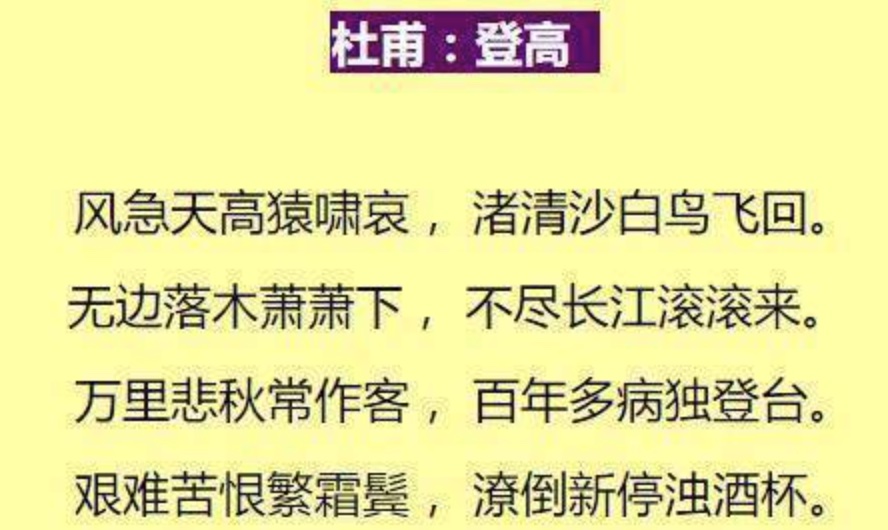 杜甫：登高
风急天高猿啸哀，渚清沙白鸟飞回。
无边落木萧萧下，不尽长江滚滚来。
万里悲秋常作客，百年多病独登台。
艰难苦恨繁霜鬓，潦倒新停浊酒杯。